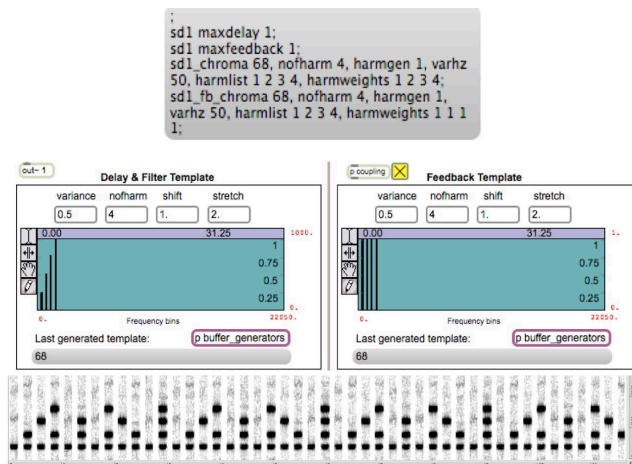 ;
sd1 maxdelay 1;
sd1 maxfeedback 1;
sd1_chroma 68, nofharm 4, harmgen 1, varhz
50, harmlist 1 2 3 4, harmweights 1 2 3 4;
sd1_fb_chroma 68, nofharm 4, harmgen 1,
varhz 50, harmlist 1 2 3 4, harmweights 1 1 1
1;
out~ 1
Delay & Filter Template
variance nofharm shift stretch
0.5 4 1. 2.
0.00 31.25 1000.
1
0.75
0.5
0.25
0.
0. Frequency bins 22050.
Last generated template: p buffer_generators
68
p coupling
Feedback Template
variance nofharm shift stretch
0.5 4 1. 2.
0.00 31.25 1.
1
0.75
0.5
0.25
0.
0. Frequency bins 22050.
Last generated template: p buffer_generators
68